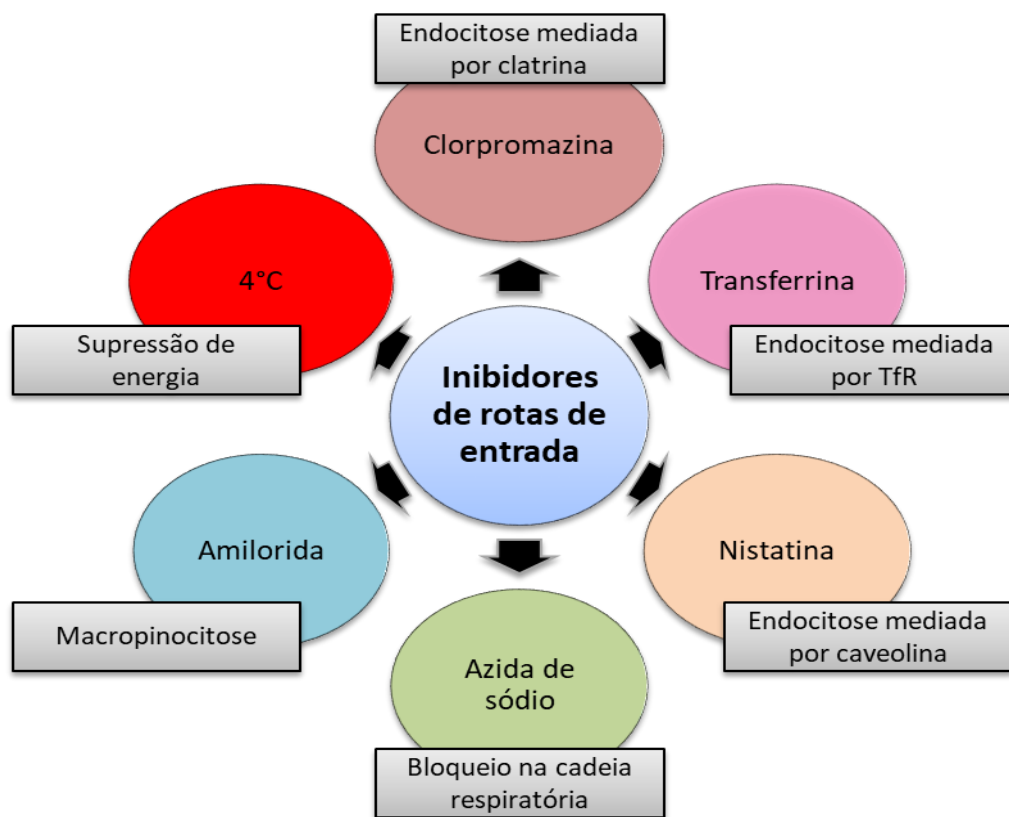 Endocitose mediada
por clatrina
Clorpromazina
4°C
Supressão de
energia
Transferrina
Endocitose mediada
por TfR
Inibidores
de rotas de
entrada
Amilorida
Macropinocitose
Nistatina
Endocitose mediada
por caveolina
Azida de
sódio
Bloqueio na cadeia
respiratória